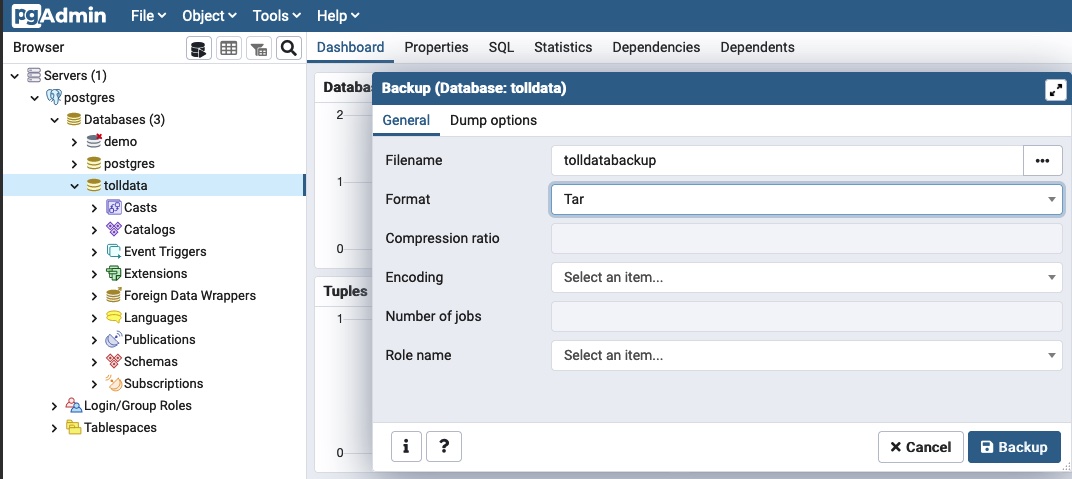 pgAdmin File Object Tools Help
Browser
Dashboard Properties SQL Statistics Dependencies Dependents
Servers (1)
postgres
Databases (3)
demo
postgres
tolldata
Casts
Catalogs
Event Triggers
Extensions
Foreign Data Wrappers
Languages
Publications
Schemas
Subscriptions
Login/Group Roles
Tablespaces
Databa
2
1
0
Tuples
1
0
Backup (Database: tolldata)
General Dump options
Filename tolldatabackup
Format Tar
Compression ratio
Encoding Select an item...
Number of jobs
Role name Select an item...
i ? Cancel Backup